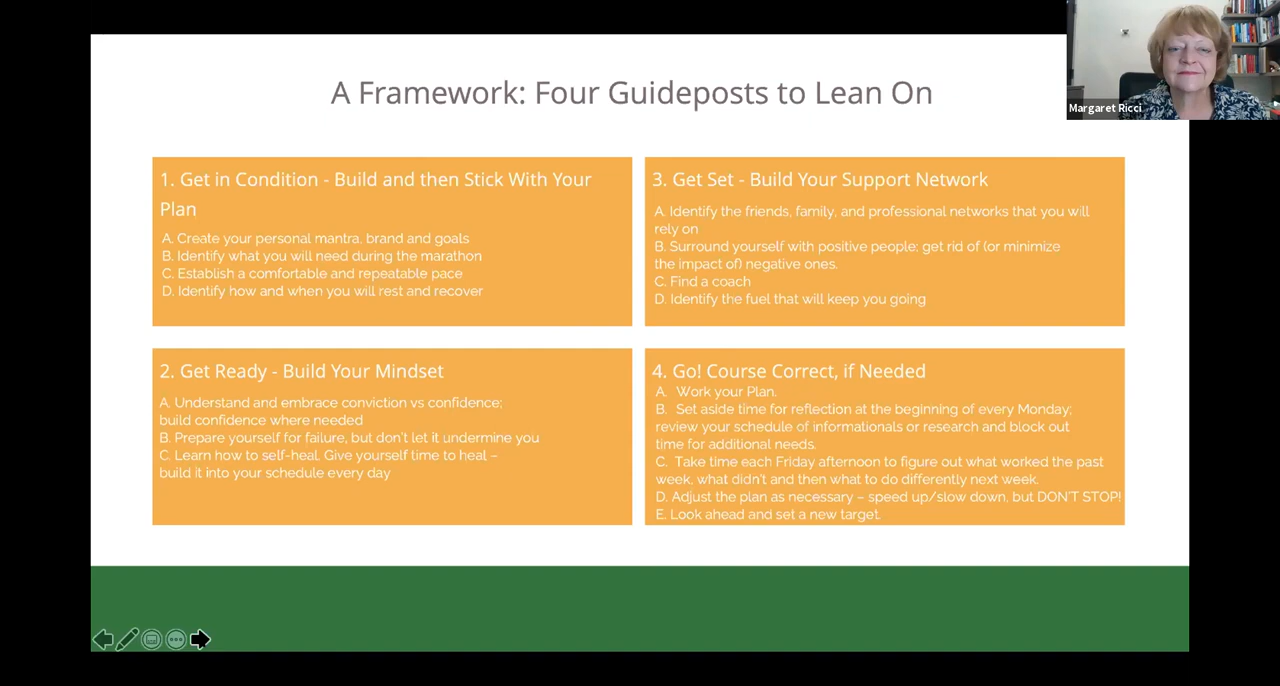 A Framework: Four Guideposts to Lean On
Margaret Ricci
1. Get in Condition - Build and then Stick With Your
Plan
A. Create your personal mantra, brand and goals
B. Identify what you will need during the marathon
C. Establish a comfortable and repeatable pace
D. Identify how and when you will rest and recover
2. Get Ready - Build Your Mindset
A. Understand and embrace conviction vs confidence;
build confidence where needed
B. Prepare yourself for failure, but don't let it undermine you
C. Learn how to self-heal. Give yourself time to heal –
build it into your schedule every day
3. Get Set - Build Your Support Network
A. Identify the friends, family, and professional networks that you will
rely on
B. Surround yourself with positive people; get rid of (or minimize
the impact of) negative ones.
C. Find a coach
D. Identify the fuel that will keep you going
4. Go! Course Correct, if Needed
A. Work your Plan.
B. Set aside time for reflection at the beginning of every Monday;
review your schedule of informationals or research and block out
time for additional needs.
C. Take time each Friday afternoon to figure out what worked the past
week, what didn't and then what to do differently next week.
D. Adjust the plan as necessary – speed up/slow down, but DON'T STOP!
E. Look ahead and set a new target.